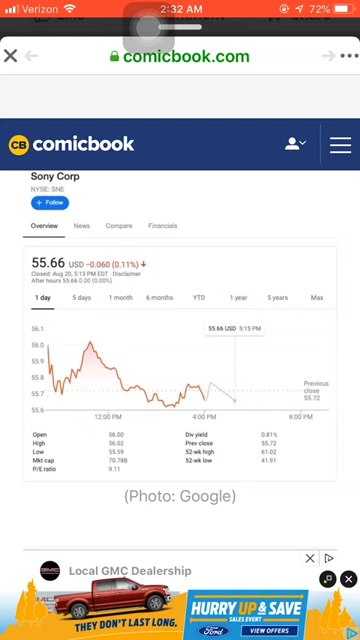 Verizon 2:32 AM 72%
comicbook.com
CB comicbook
Sony Corp
NYSE: SNE
+ Follow
Overview News Compare Financials
55.66 USD −0.060 (0.11%) ↓
Closed: Aug 20, 5:13 PM EDT · Disclaimer
After hours 55.66 0.00 (0.00%)
1 day 5 days 1 month 6 months YTD 1 year 5 years Max
55.66 USD 5:15 PM
56.1
56.0
55.9
55.8
55.7
55.6
Previous
close
55.72
12:00 PM 4:00 PM 8:00 PM
Open 56.00 Div yield 0.81%
High 56.02 Prev close 55.72
Low 55.59 52-wk high 61.02
Mkt cap 70.78B 52-wk low 41.91
P/E ratio 9.11
(Photo: Google)
GMC Local GMC Dealership
THEY DON'T LAST LONG.
HURRY UP & SAVE
SALES EVENT
Ford VIEW OFFERS